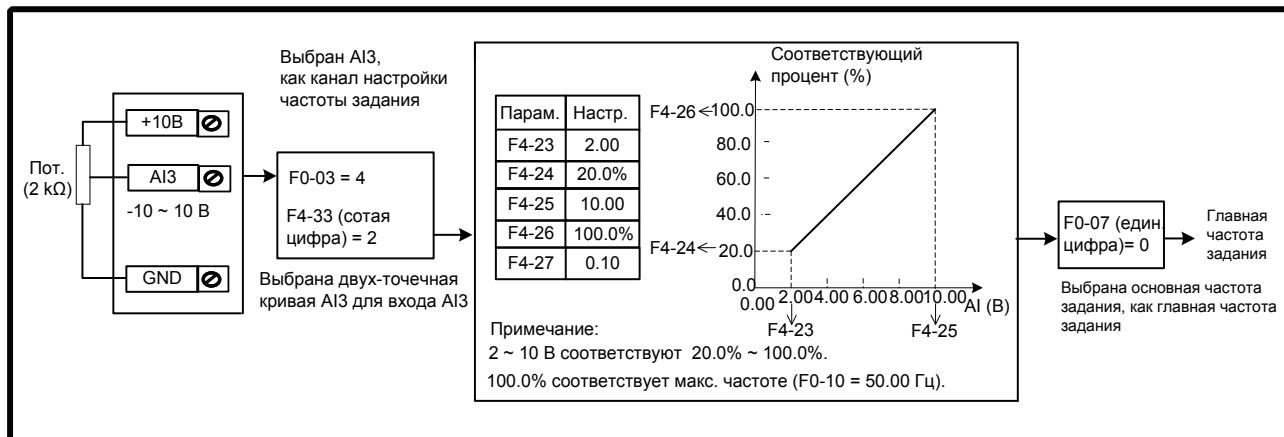 +10В
AI3
-10 ~ 10 В
GND
Пот.
(2 kΩ)
Выбран AI3,
как канал настройки
частоты задания
F0-03 = 4
F4-33 (сотая
цифра) = 2
Выбрана двух-точечная
кривая AI3 для входа AI3
Парам. Настр.
F4-23 2.00
F4-24 20.0%
F4-25 10.00
F4-26 100.0%
F4-27 0.10
Соответствующий
процент (%)
F4-26 100.0
80.0
60.0
40.0
F4-24 20.0
0.0
0.00 2.00 4.00 6.00 8.00 10.00
AI (В)
F4-23 F4-25
Примечание:
2 ~ 10 В соответствуют 20.0% ~ 100.0%.
100.0% соответствует макс. частоте (F0-10 = 50.00 Гц).
F0-07 (един.
цифра)= 0
Выбрана основная частота
задания, как главная частота
задания
Главная
частота
задания